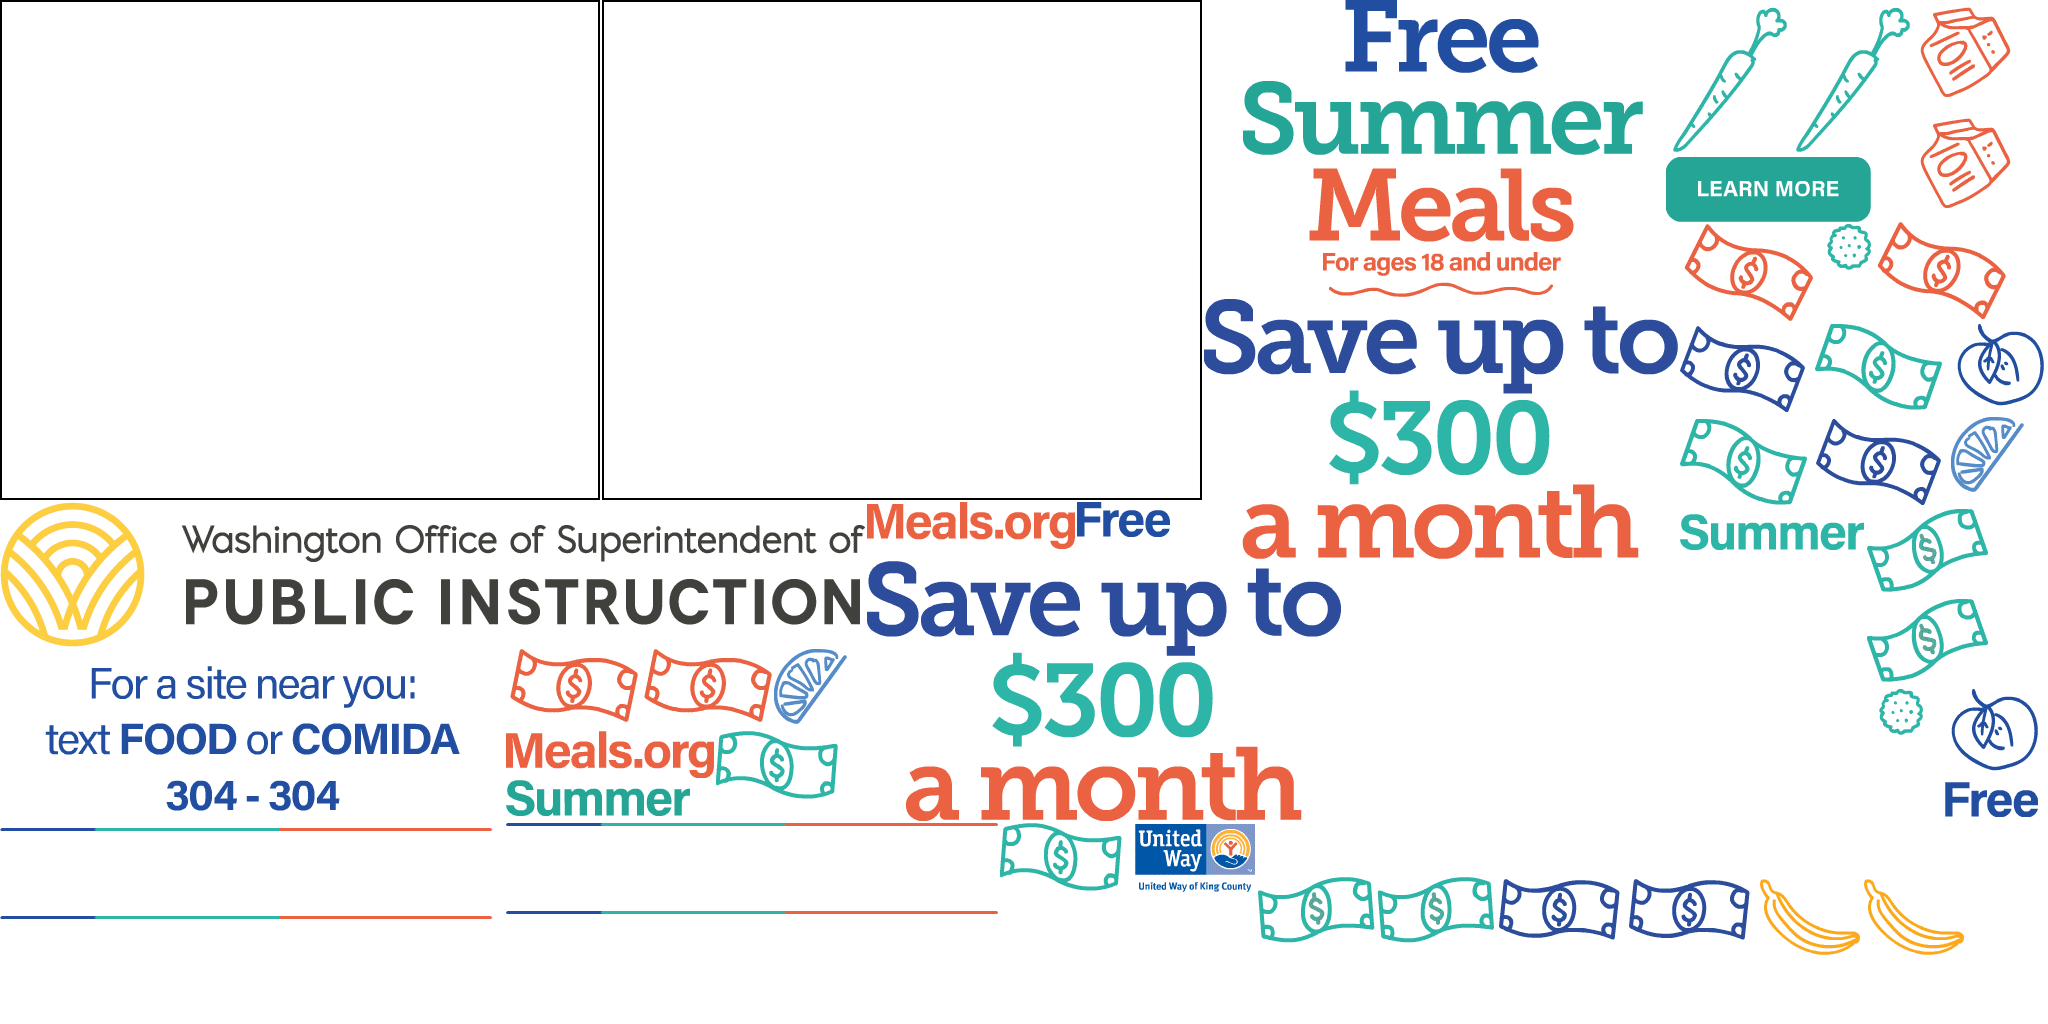 Free
Summer
Meals
For ages 18 and under
LEARN MORE
Save up to
$300
a month
Washington Office of Superintendent of
PUBLIC INSTRUCTION
Meals.org
Free
Summer
Save up to
$300
a month
For a site near you:
text FOOD or COMIDA
304 - 304
Meals.org
Summer
Free
United
Way
United Way of King County